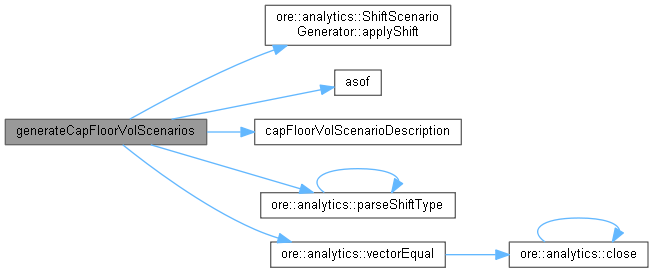 ore::analytics::ShiftScenario
Generator::applyShift
asof
generateCapFloorVolScenarios
capFloorVolScenarioDescription
ore::analytics::parseShiftType
ore::analytics::vectorEqual
ore::analytics::close